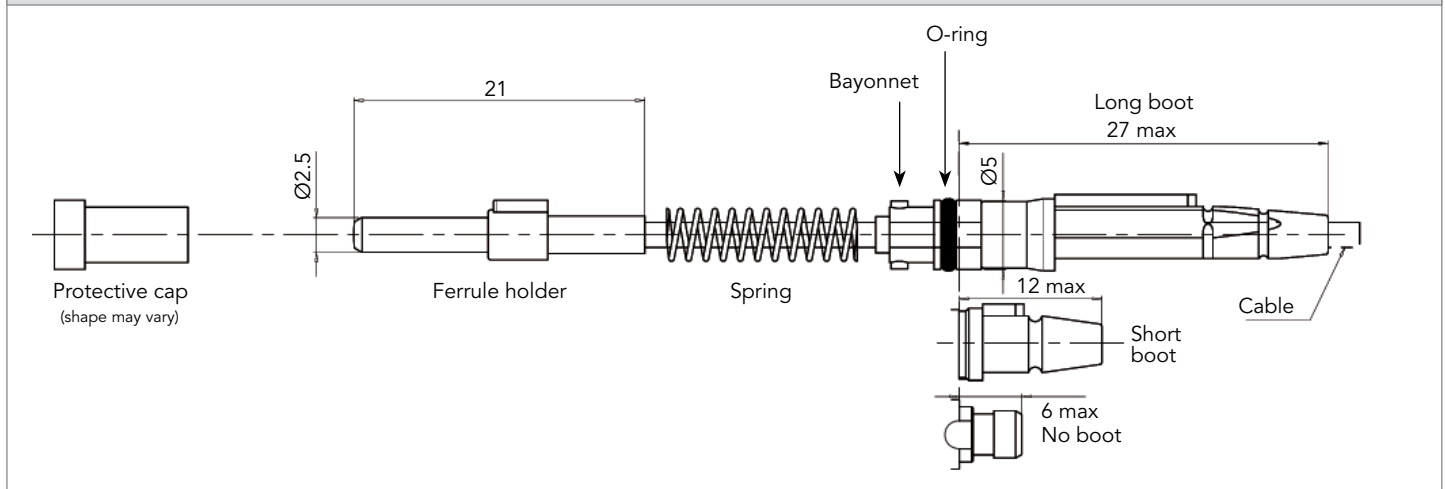 O-ring
Bayonnet
21
Long boot
27 max
Ø2.5
Ø5
Protective cap
(shape may vary)
Ferrule holder
Spring
12 max
Cable
Short
boot
6 max
No boot